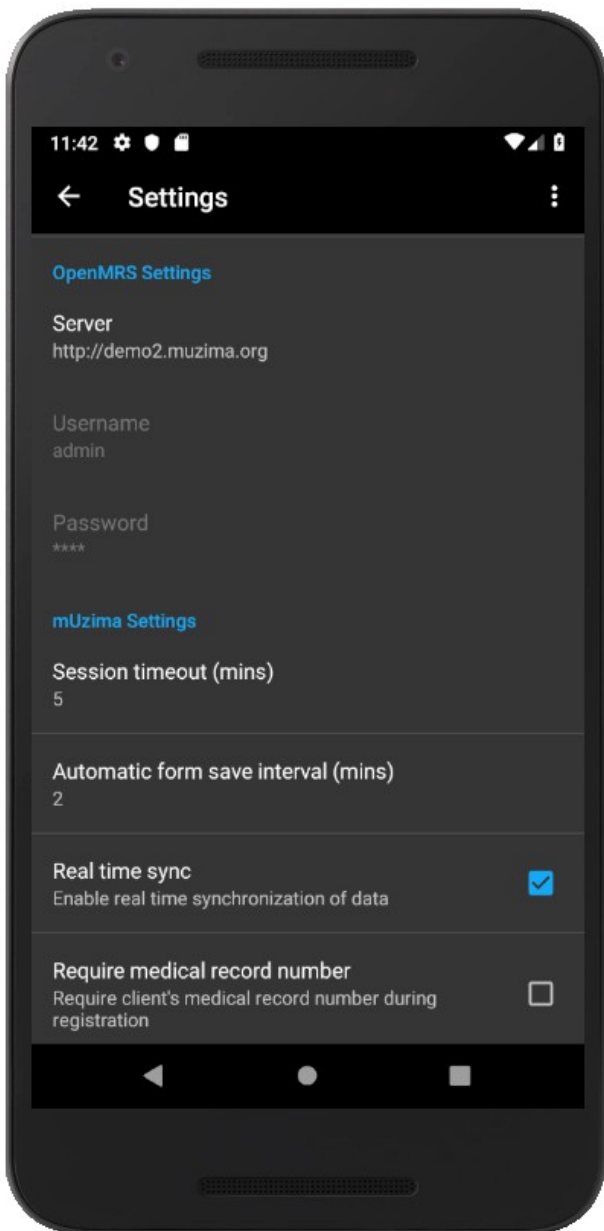 11:42
Settings
OpenMRS Settings
Server
http://demo2.muzima.org
Username
admin
Password
****
mUzima Settings
Session timeout (mins)
5
Automatic form save interval (mins)
2
Real time sync
Enable real time synchronization of data
Require medical record number
Require client's medical record number during
registration